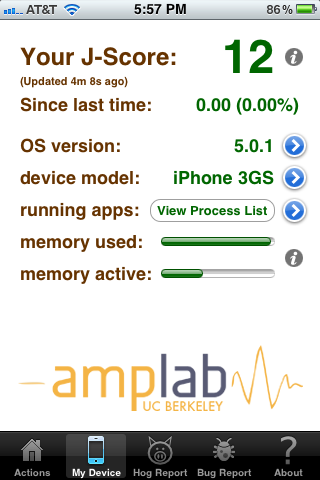 AT&T 5:57 PM 86%
Your J-Score: 12
(Updated 4m 8s ago)
Since last time: 0.00 (0.00%)
OS version: 5.0.1
device model: iPhone 3GS
running apps: View Process List
memory used:
memory active:
amplab
UC BERKELEY
Actions My Device Hog Report Bug Report About